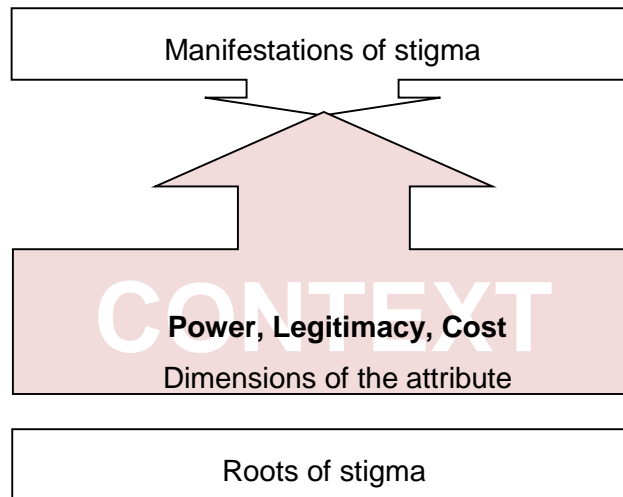 Manifestations of stigma
CONTEXT
Power, Legitimacy, Cost
Dimensions of the attribute
Roots of stigma